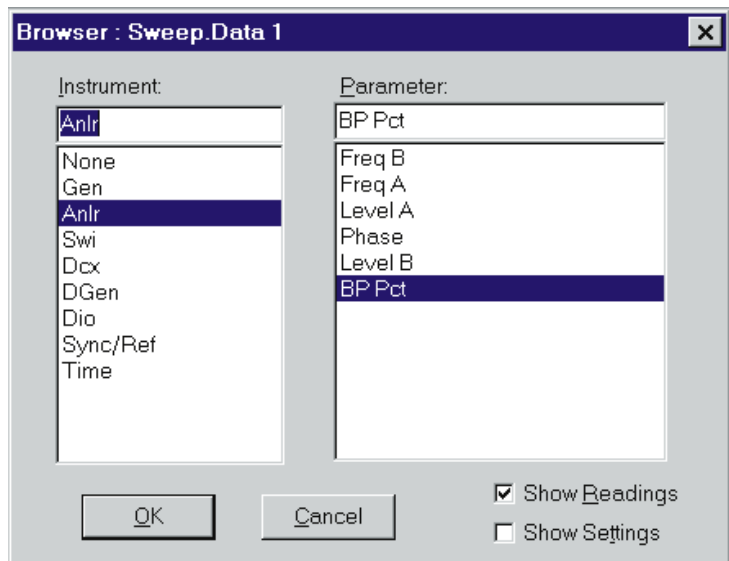 Browser : Sweep.Data 1
Instrument:
Anlr
None
Gen
Anlr
Swi
Dcx
DGen
Dio
Sync/Ref
Time
Parameter:
BP Pct
Freq B
Freq A
Level A
Phase
Level B
BP Pct
OK
Cancel
Show Readings
Show Settings